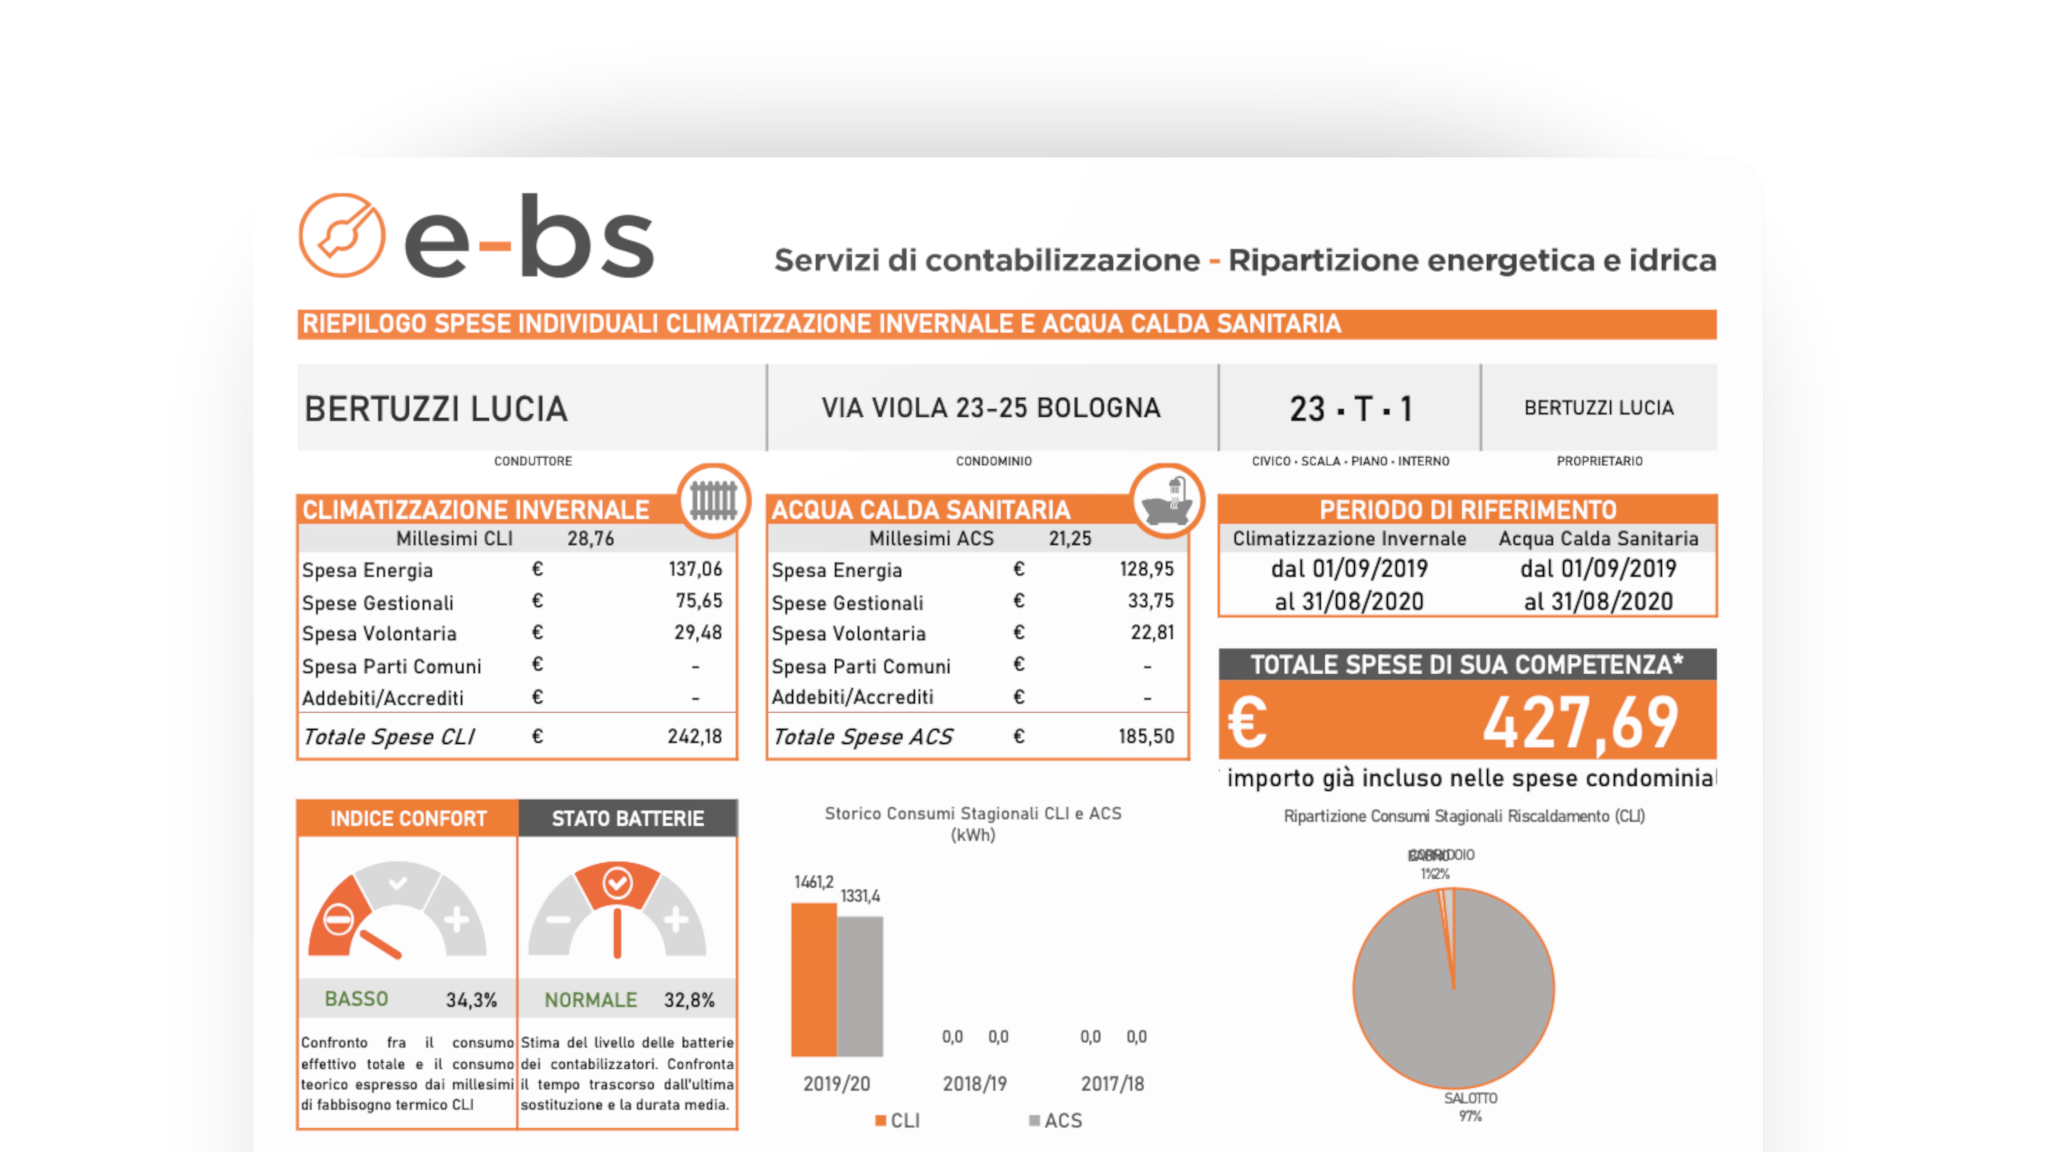 e-bs
Servizi di contabilizzazione - Ripartizione energetica e idrica
RIEPILOGO SPESE INDIVIDUALI CLIMATIZZAZIONE INVERNALE E ACQUA CALDA SANITARIA
BERTUZZI LUCIA
VIA VIOLA 23-25 BOLOGNA
23 • T • 1
BERTUZZI LUCIA
CONDUTTORE
CONDOMINIO
CIVICO • SCALA • PIANO • INTERNO
PROPRIETARIO
CLIMATIZZAZIONE INVERNALE
Millesimi CLI 28,76
Spesa Energia € 137,06
Spese Gestionali € 75,65
Spesa Volontaria € 29,48
Spesa Parti Comuni € -
Addebiti/Accrediti € -
Totale Spese CLI € 242,18
ACQUA CALDA SANITARIA
Millesimi ACS 21,25
Spesa Energia € 128,95
Spese Gestionali € 33,75
Spesa Volontaria € 22,81
Spesa Parti Comuni € -
Addebiti/Accrediti € -
Totale Spese ACS € 185,50
PERIODO DI RIFERIMENTO
Climatizzazione Invernale Acqua Calda Sanitaria
dal 01/09/2019 dal 01/09/2019
al 31/08/2020 al 31/08/2020
TOTALE SPESE DI SUA COMPETENZA*
€ 427,69
importo già incluso nelle spese condominial
INDICE CONFORT
BASSO 34,3%
Confronto fra il consumo
effettivo totale e il consumo
teorico espresso dai millesimi
di fabbisogno termico CLI
STATO BATTERIE
NORMALE 32,8%
Stima del livello delle batterie
dei contabilizzatori. Confronta
il tempo trascorso dall'ultima
sostituzione e la durata media.
Storico Consumi Stagionali CLI e ACS
(kWh)
1461,2
1331,4
0,0 0,0 0,0 0,0
2019/20 2018/19 2017/18
CLI ACS
Ripartizione Consumi Stagionali Riscaldamento (CLI)
CORRIDOIO
1% 2%
SALOTTO
97%